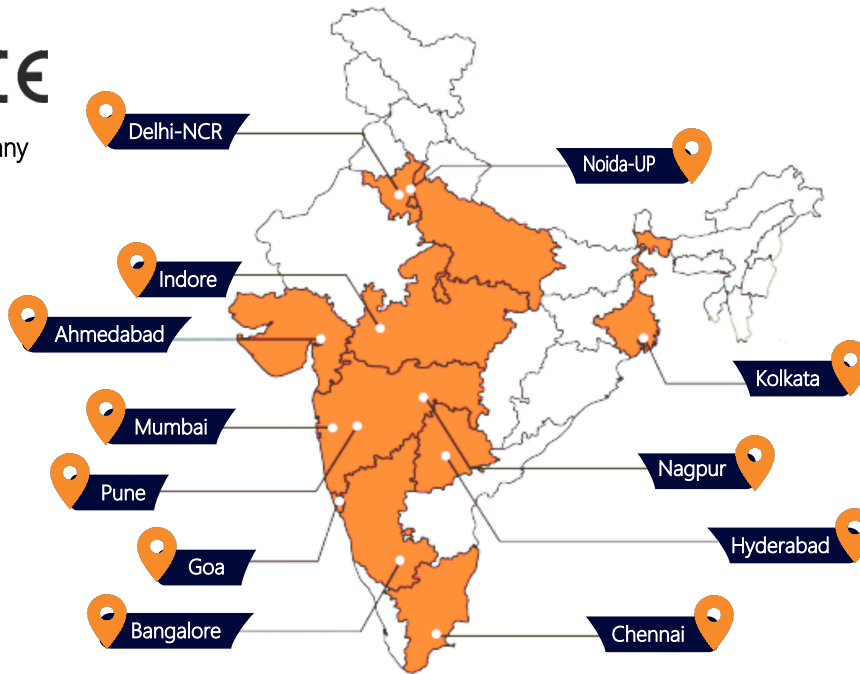 Delhi-NCR
Noida-UP
Indore
Ahmedabad
Kolkata
Mumbai
Nagpur
Pune
Hyderabad
Goa
Bangalore
Chennai